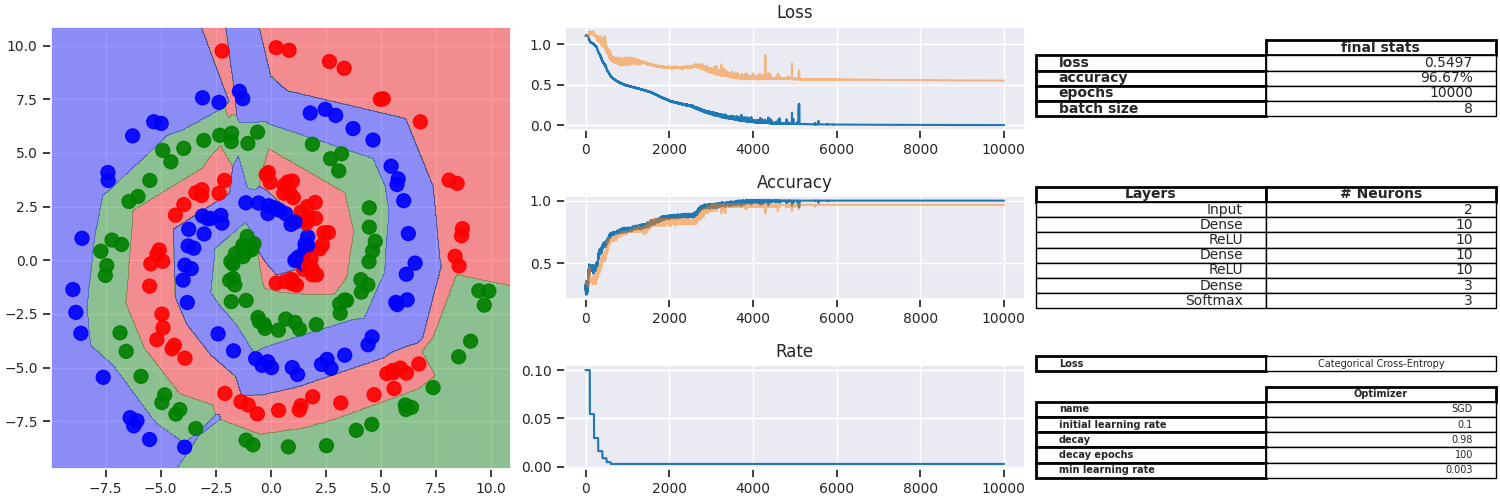 10.0
7.5
5.0
2.5
0.0
−2.5
−5.0
−7.5
−7.5
−5.0
−2.5
0.0
2.5
5.0
7.5
10.0
Loss
1.0
0.5
0.0
0
2000
4000
6000
8000
10000
Accuracy
1.0
0.5
0
2000
4000
6000
8000
10000
Rate
0.10
0.05
0.00
0
2000
4000
6000
8000
10000
final stats
loss 0.5497
accuracy 96.67%
epochs 10000
batch size 8
Layers # Neurons
Input 2
Dense 10
ReLU 10
Dense 10
ReLU 10
Dense 3
Softmax 3
Loss Categorical Cross-Entropy
Optimizer
name SGD
initial learning rate 0.1
decay 0.98
decay epochs 100
min learning rate 0.003